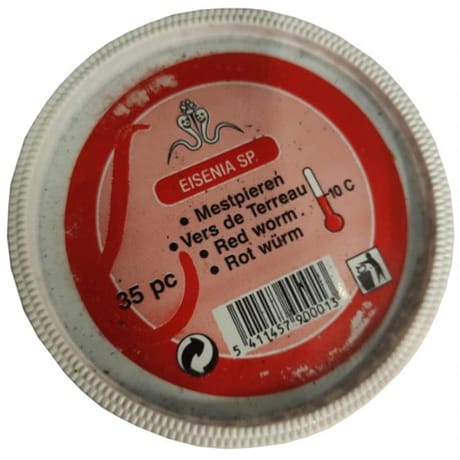 EISENIA SP.
• Mestpieren
• Vers de Terreau
• Red worm
• Rot würm
10 C
35 pc
5 411457 900013